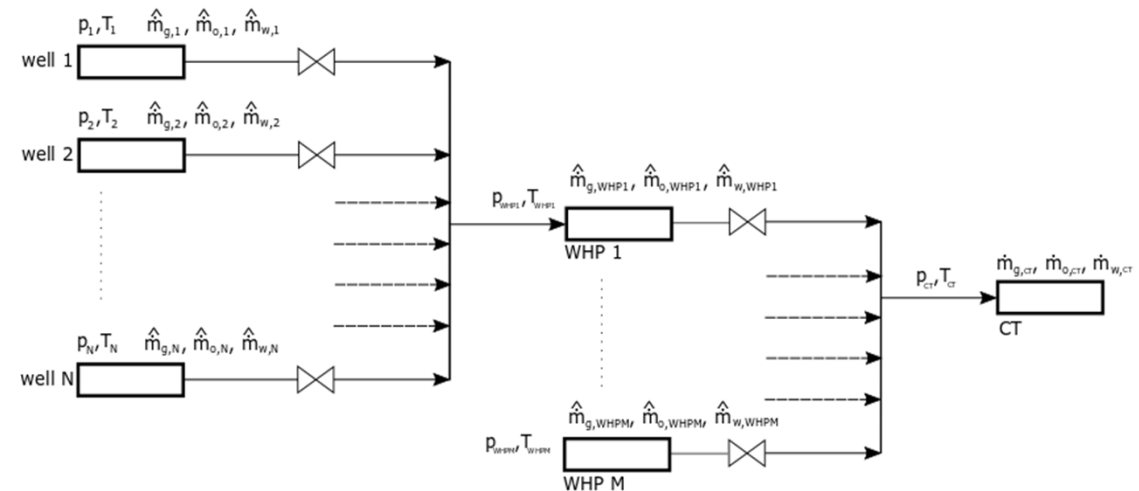 p₁,T₁ ṁ̂g,1, ṁ̂o,1, ṁ̂w,1
well 1
p₂,T₂ ṁ̂g,2, ṁ̂o,2, ṁ̂w,2
well 2
ṁ̂g,WHP1, ṁ̂o,WHP1, ṁ̂w,WHP1
pWHP1,TWHP1
WHP 1
ṁg,CT, ṁo,CT, ṁw,CT
pCT,TCT
CT
pN,TN ṁ̂g,N, ṁ̂o,N, ṁ̂w,N
well N
ṁ̂g,WHPM, ṁ̂o,WHPM, ṁ̂w,WHPM
pWHPM,TWHPM
WHP M